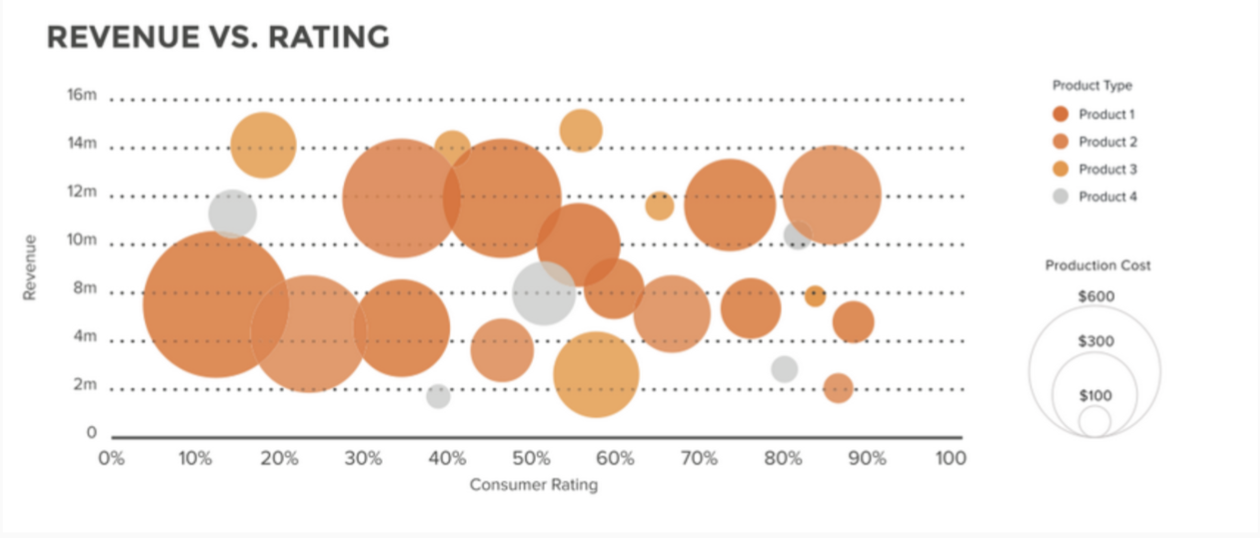 REVENUE VS. RATING
16m
14m
12m
10m
8m
4m
2m
0
Revenue
0% 10% 20% 30% 40% 50% 60% 70% 80% 90% 100
Consumer Rating
Product Type
Product 1
Product 2
Product 3
Product 4
Production Cost
$600
$300
$100